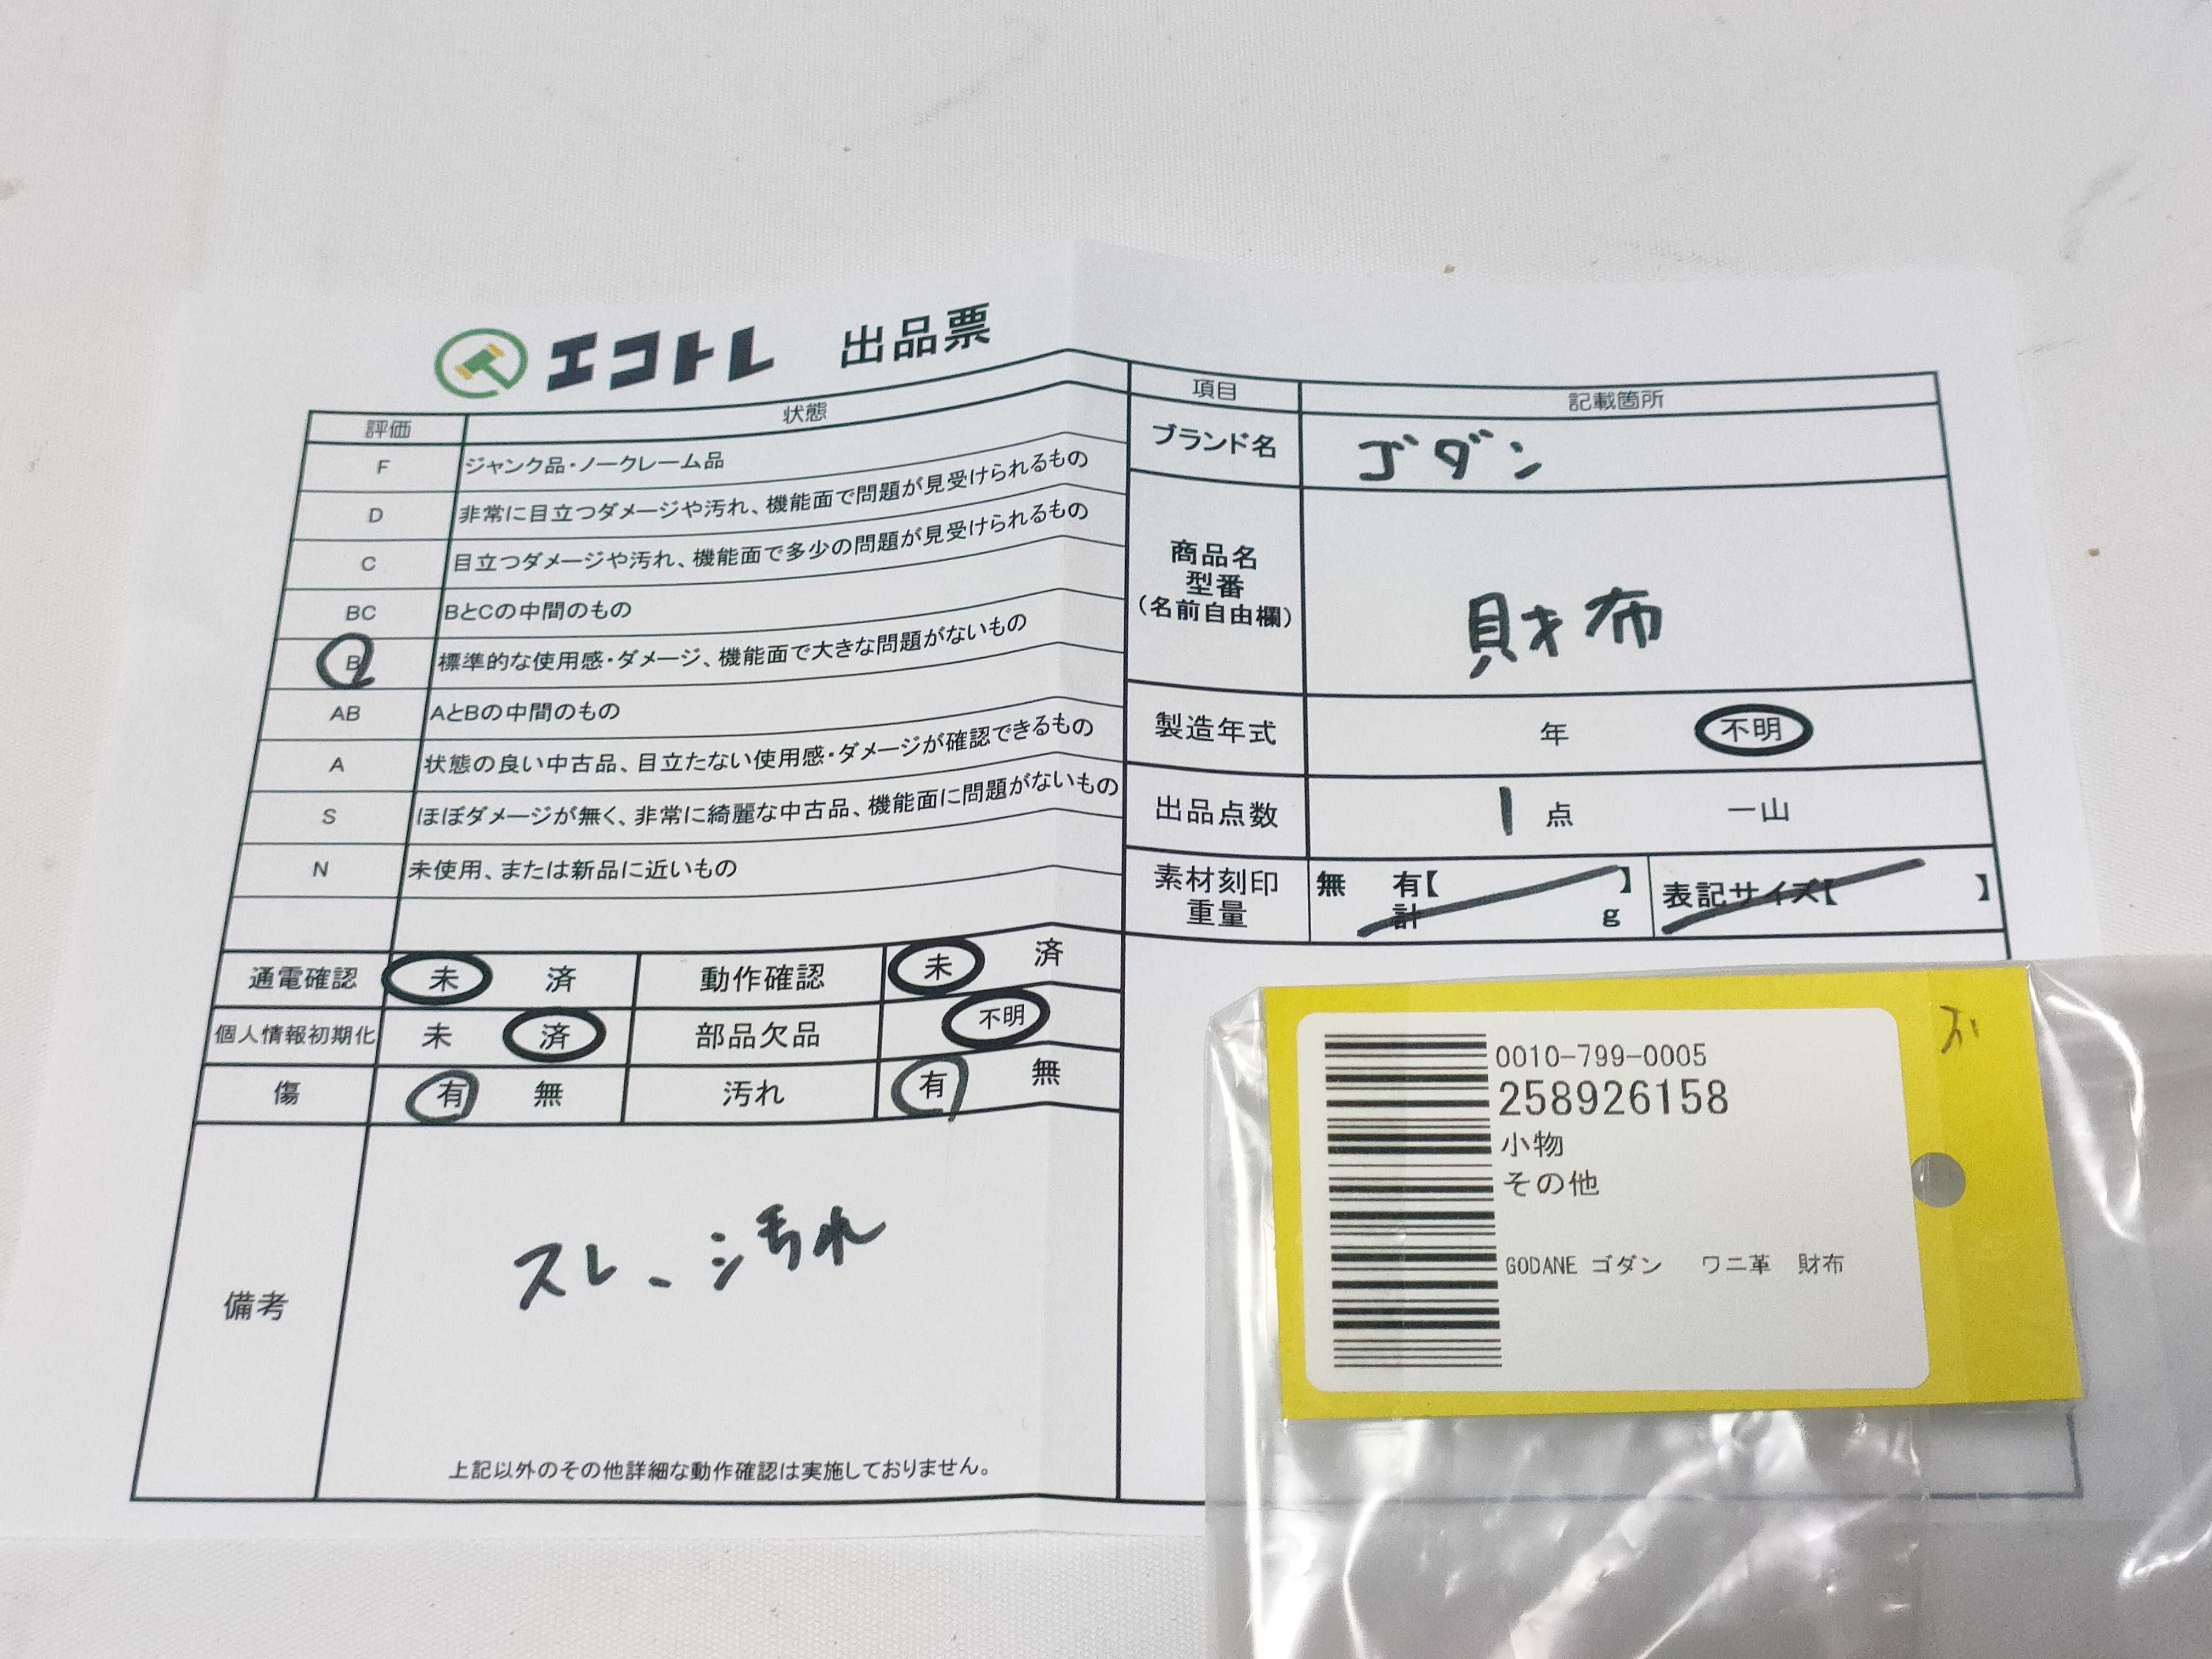 エコトレ 出品票
評価 状態
F ジャンク品・ノークレーム品
D 非常に目立つダメージや汚れ、機能面で問題が見受けられるもの
C 目立つダメージや汚れ、機能面で多少の問題が見受けられるもの
BC BとCの中間のもの
B 標準的な使用感・ダメージ、機能面で大きな問題がないもの
AB AとBの中間のもの
A 状態の良い中古品、目立たない使用感・ダメージが確認できるもの
S ほぼダメージが無く、非常に綺麗な中古品、機能面に問題がないもの
N 未使用、または新品に近いもの
通電確認 未 済 動作確認 未 済
個人情報初期化 未 済 部品欠品 不明
傷 有 無 汚れ 有 無
備考
スレ、シミ汚れ
上記以外のその他詳細な動作確認は実施しておりません。
項目 記載箇所
ブランド名 ゴダン
商品名
型番
(名前自由欄)
財布
製造年式 年 不明
出品点数 1 点 一山
素材刻印 無 有【 】 表記サイズ【 】
重量 計 g
0010-799-0005
258926158
小物
その他
GODANE ゴダン ワニ革 財布